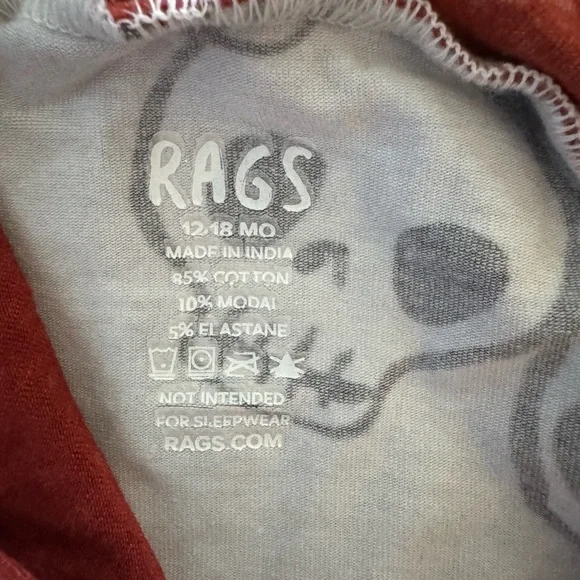 RAGS
12-18 MO
MADE IN INDIA
85% COTTON
10% MODAL
5% ELASTANE
NOT INTENDED
FOR SLEEPWEAR
RAGS.COM